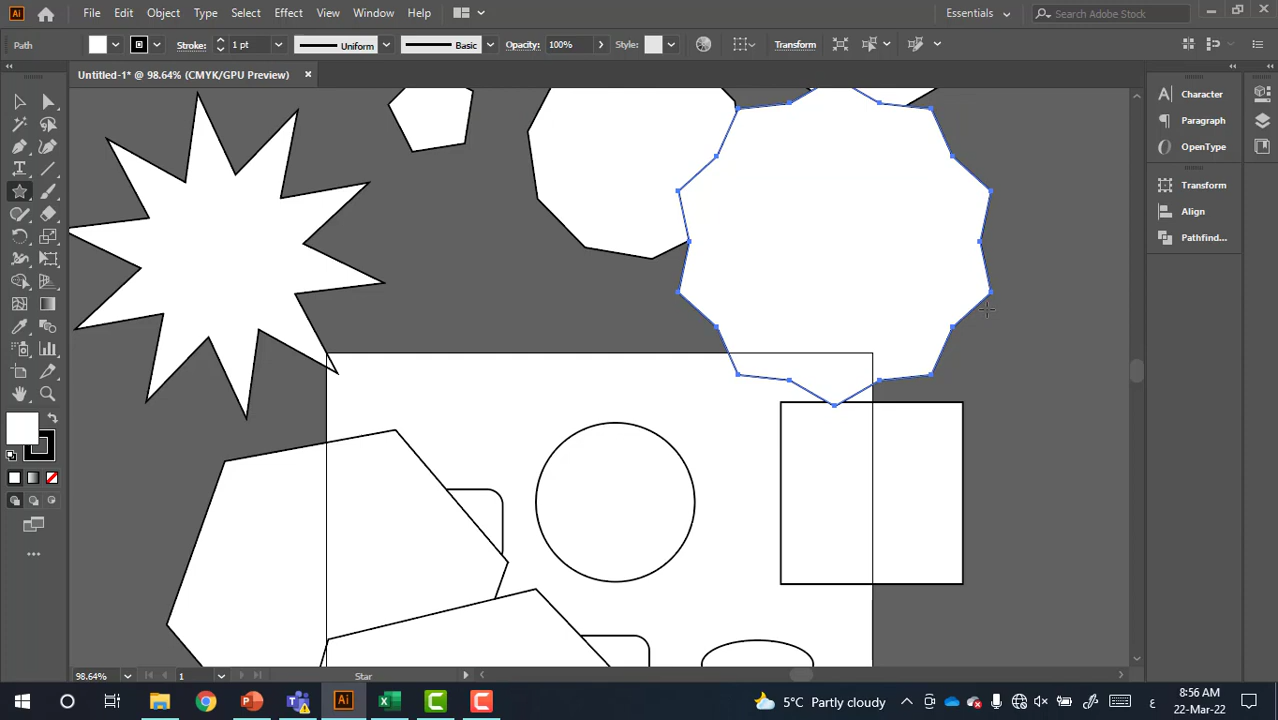 Ai File Edit Object Type Select Effect View Window Help Essentials Search Adobe Stock
Path Stroke: 1 pt Uniform Basic Opacity: 100% Style: Transform
Untitled-1* @ 98.64% (CMYK/GPU Preview)
Character
Paragraph
OpenType
Transform
Align
Pathfind...
98.64% 1 Star
Ai 5°C Partly cloudy ع 8:56 AM
22-Mar-22